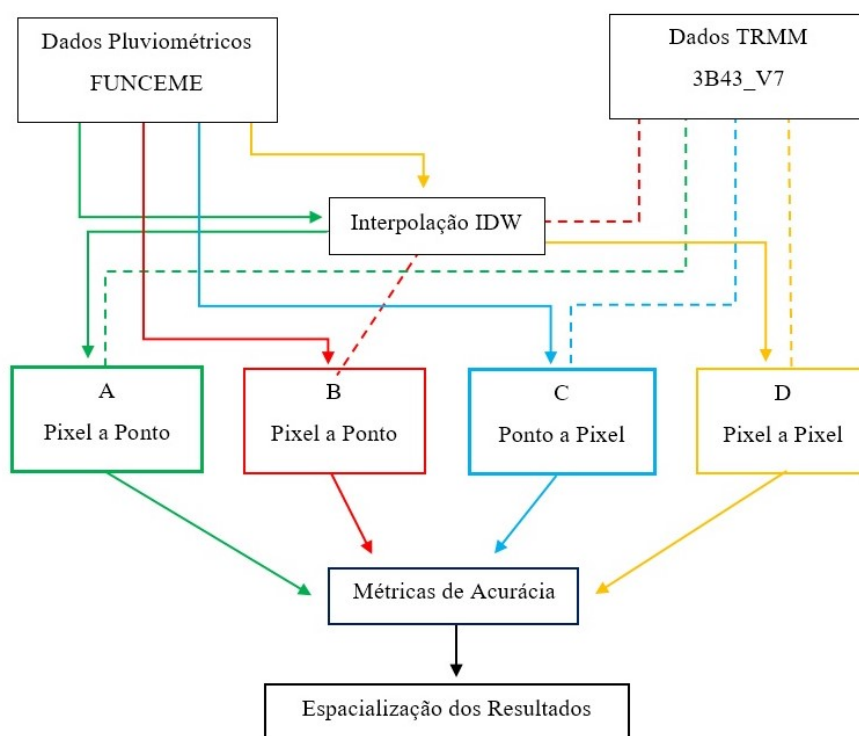 Dados Pluviométricos
FUNCEME
Dados TRMM
3B43_V7
Interpolação IDW
A
Pixel a Ponto
B
Pixel a Ponto
C
Ponto a Pixel
D
Pixel a Pixel
Métricas de Acurácia
Espacialização dos Resultados